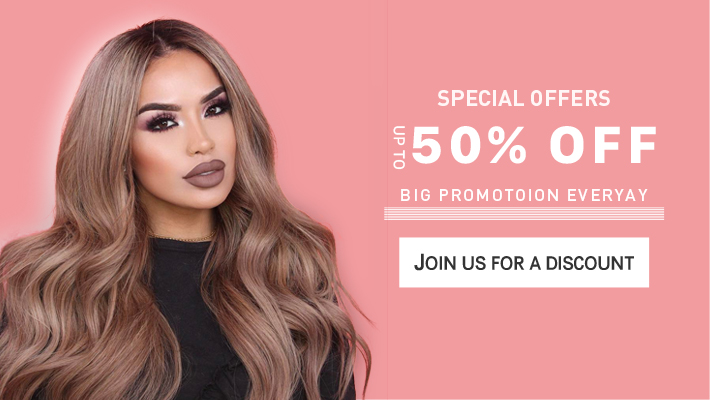 SPECIAL OFFERS
UP TO
50% OFF
BIG PROMOTOION EVERYAY
JOIN US FOR A DISCOUNT